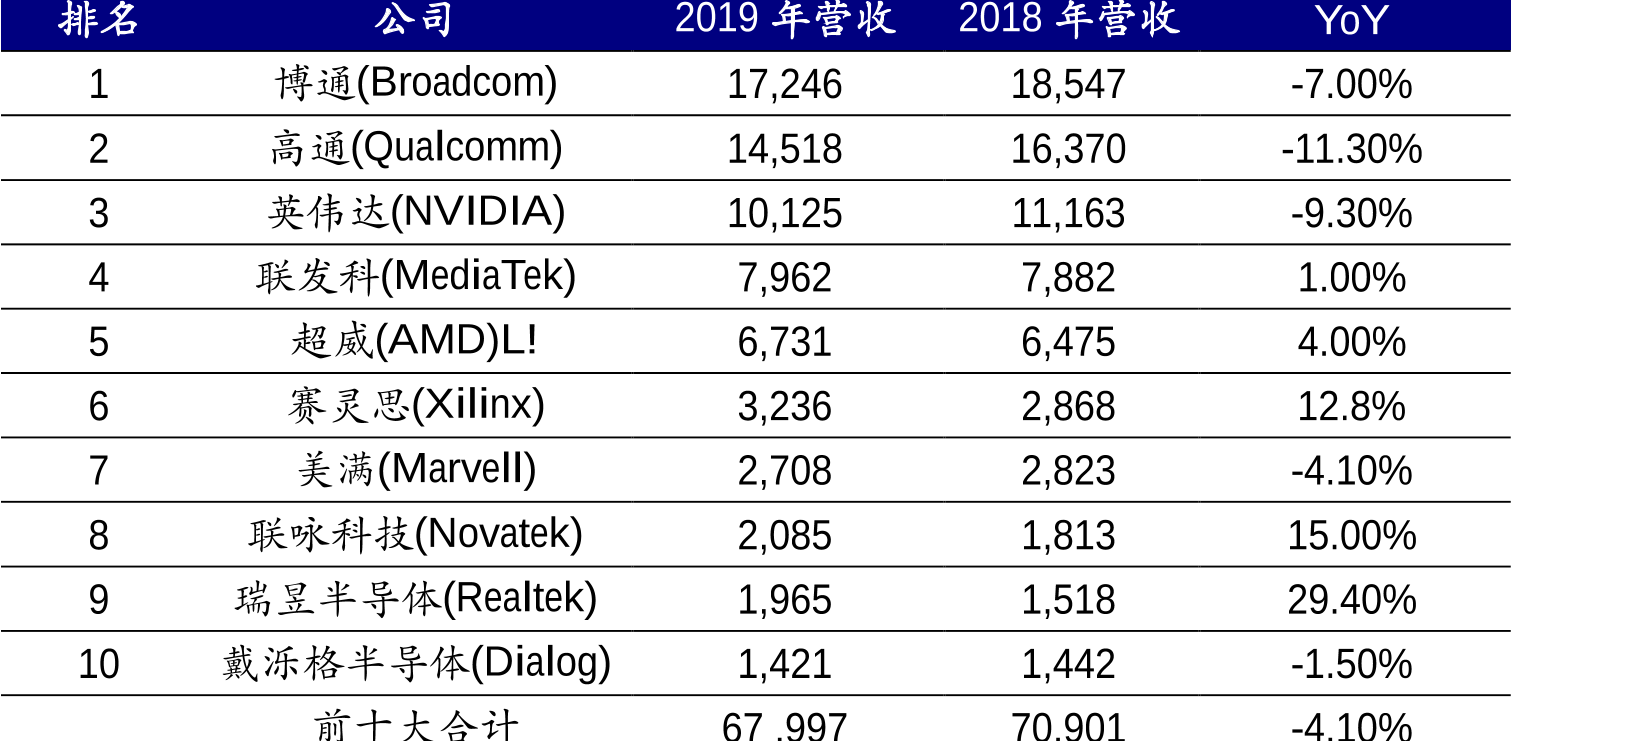 排名 公司 2019 年营收 2018 年营收 YoY
1 博通(Broadcom) 17,246 18,547 -7.00%
2 高通(Qualcomm) 14,518 16,370 -11.30%
3 英伟达(NVIDIA) 10,125 11,163 -9.30%
4 联发科(MediaTek) 7,962 7,882 1.00%
5 超威(AMD)L! 6,731 6,475 4.00%
6 赛灵思(Xilinx) 3,236 2,868 12.8%
7 美满(Marvell) 2,708 2,823 -4.10%
8 联咏科技(Novatek) 2,085 1,813 15.00%
9 瑞昱半导体(Realtek) 1,965 1,518 29.40%
10 戴泺格半导体(Dialog) 1,421 1,442 -1.50%
前十大合计 67 ,997 70,901 -4.10%